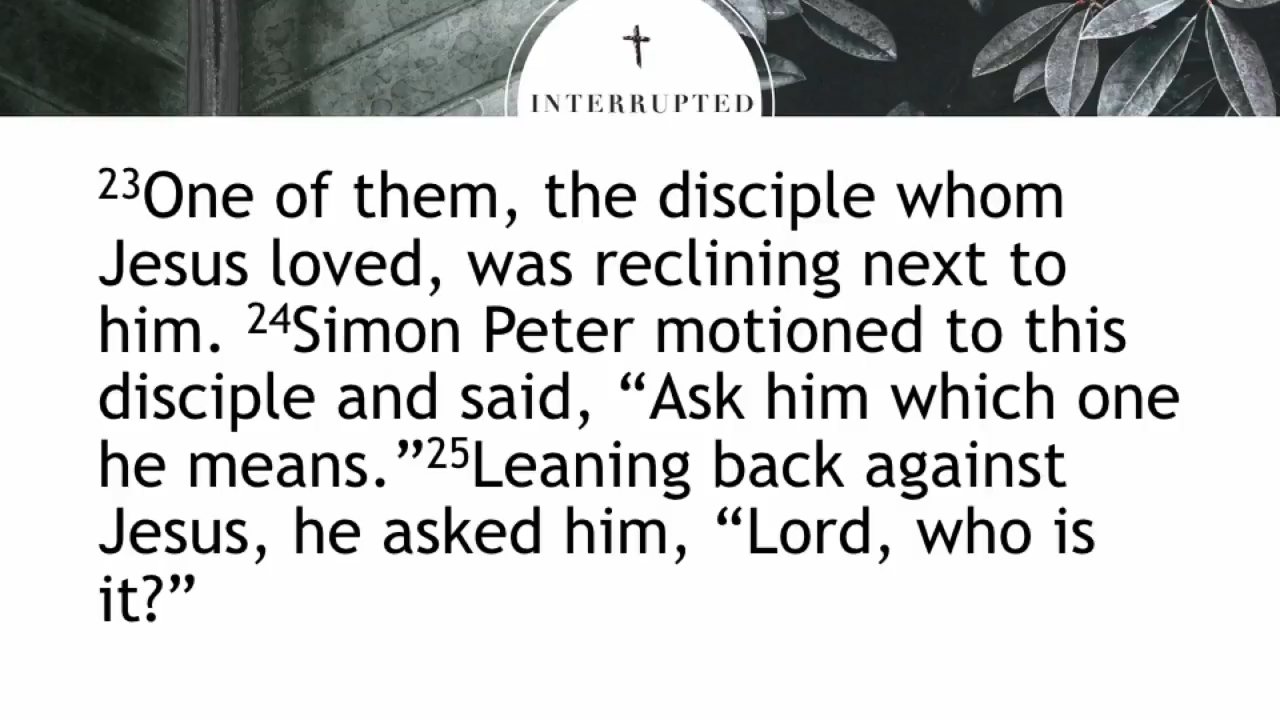 INTERRUPTED
²³One of them, the disciple whom
Jesus loved, was reclining next to
him. ²⁴Simon Peter motioned to this
disciple and said, “Ask him which one
he means.”²⁵Leaning back against
Jesus, he asked him, “Lord, who is
it?”